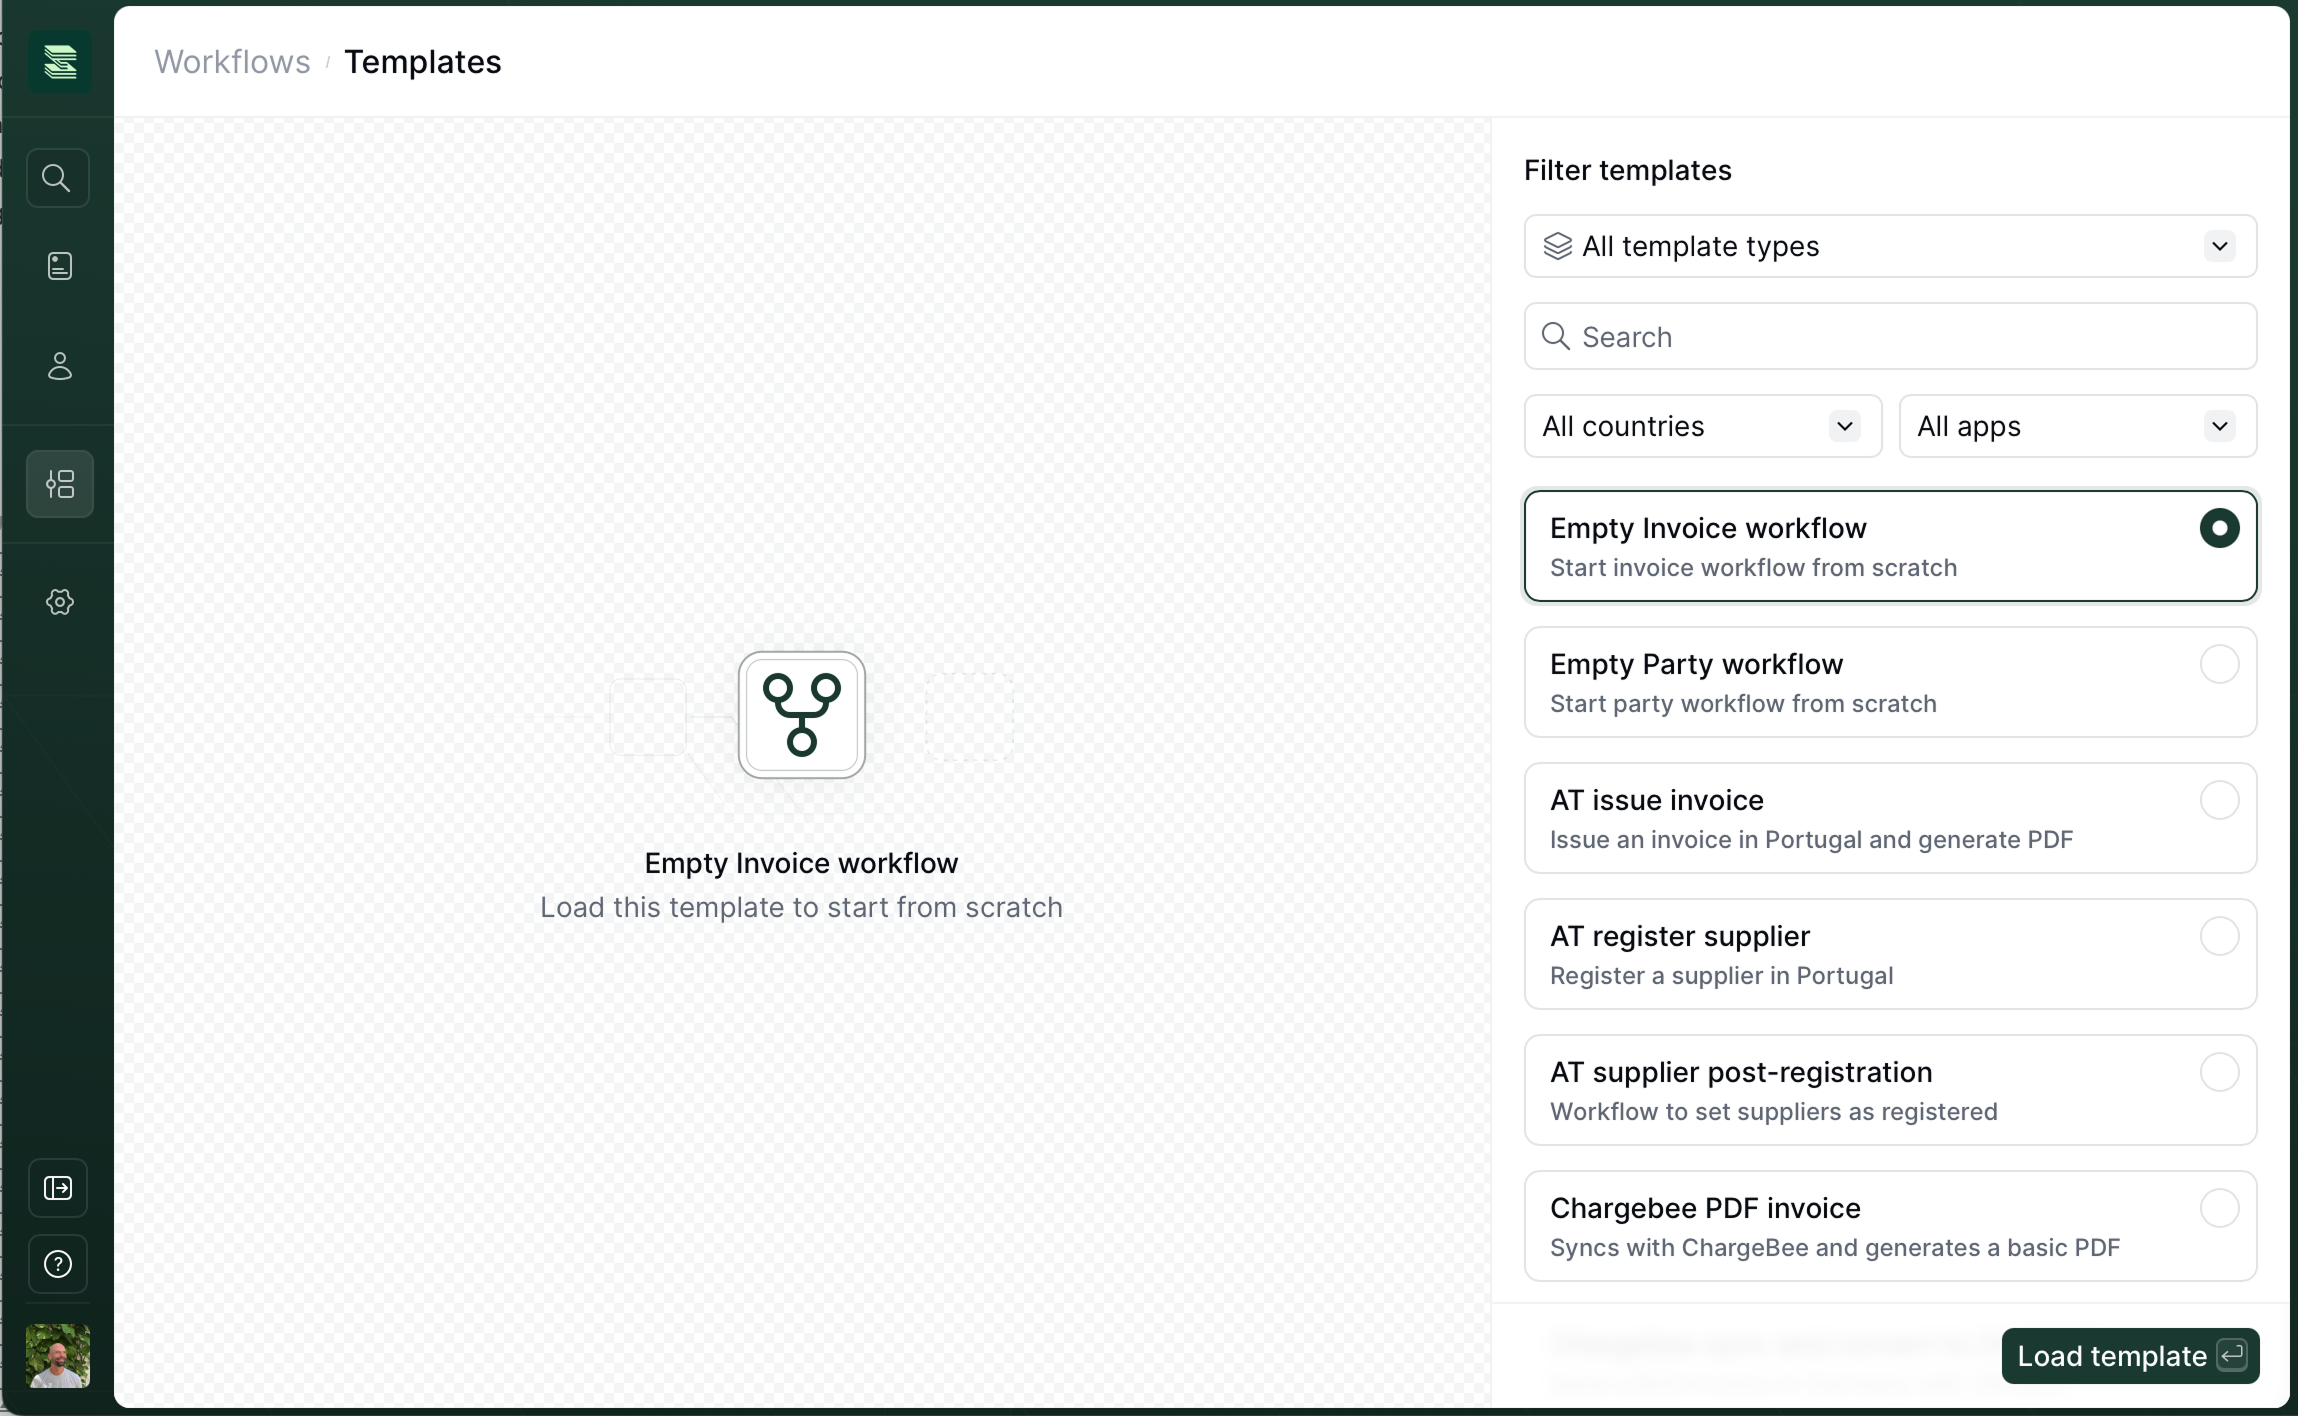 Workflows / Templates
Filter templates
All template types
Search
All countries
All apps
Empty Invoice workflow
Start invoice workflow from scratch
Empty Party workflow
Start party workflow from scratch
AT issue invoice
Issue an invoice in Portugal and generate PDF
AT register supplier
Register a supplier in Portugal
AT supplier post-registration
Workflow to set suppliers as registered
Chargebee PDF invoice
Syncs with ChargeBee and generates a basic PDF
Load template
Empty Invoice workflow
Load this template to start from scratch